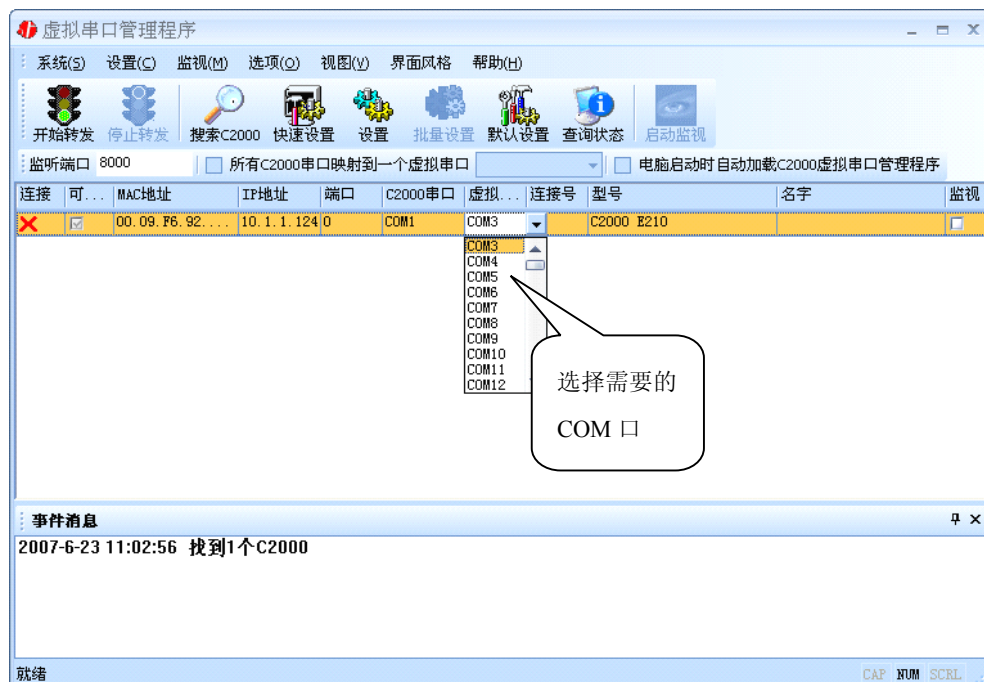 虚拟串口管理程序
系统(S) 设置(C) 监视(M) 选项(O) 视图(V) 界面风格 帮助(H)
开始转发 停止转发 搜索C2000 快速设置 设置 批量设置 默认设置 查询状态 启动监视
监听端口 8000 所有C2000串口映射到一个虚拟串口 电脑启动时自动加载C2000虚拟串口管理程序
连接 可... MAC地址 IP地址 端口 C2000串口 虚拟... 连接号 型号 名字 监视
00.09.F6.92.... 10.1.1.124 0 COM1 COM3 C2000 E210
COM3
COM4
COM5
COM6
COM7
COM8
COM9
COM10
COM11
COM12
选择需要的
COM 口
事件消息
2007-6-23 11:02:56 找到1个C2000
就绪 CAP NUM SCRL